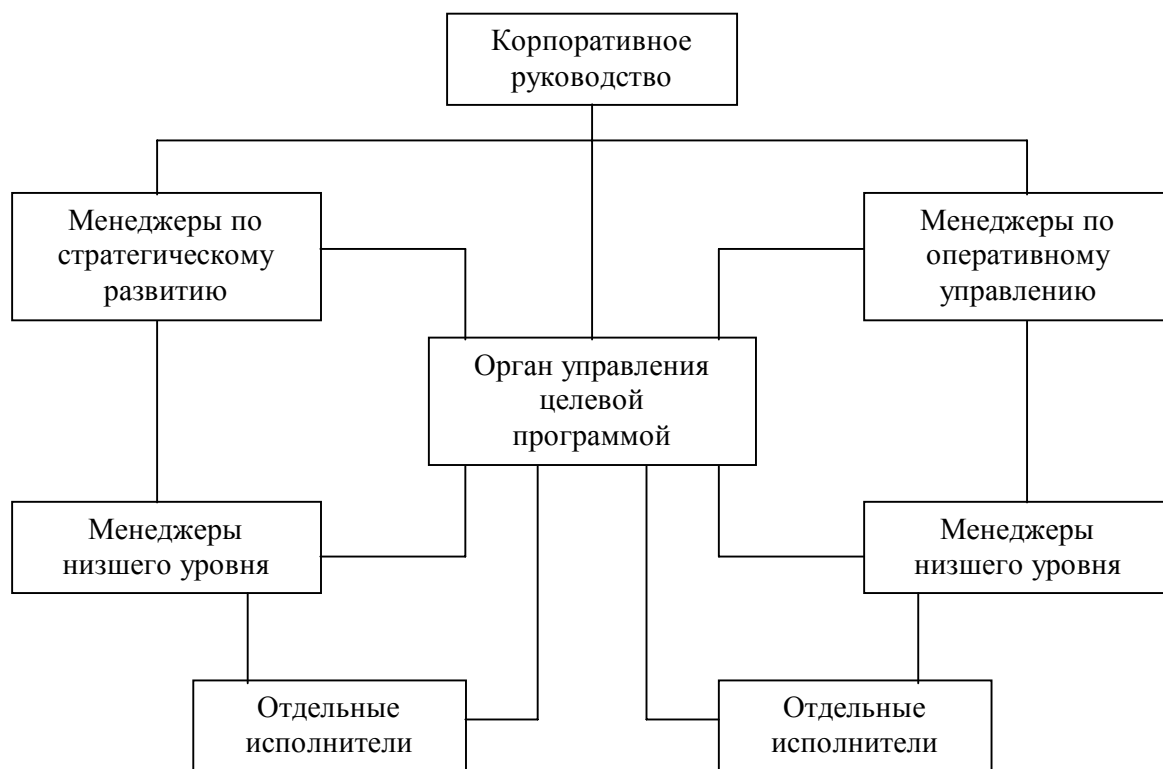 Корпоративное
руководство
Менеджеры по
стратегическому
развитию
Менеджеры по
оперативному
управлению
Орган управления
целевой
программой
Менеджеры
низшего уровня
Менеджеры
низшего уровня
Отдельные
исполнители
Отдельные
исполнители